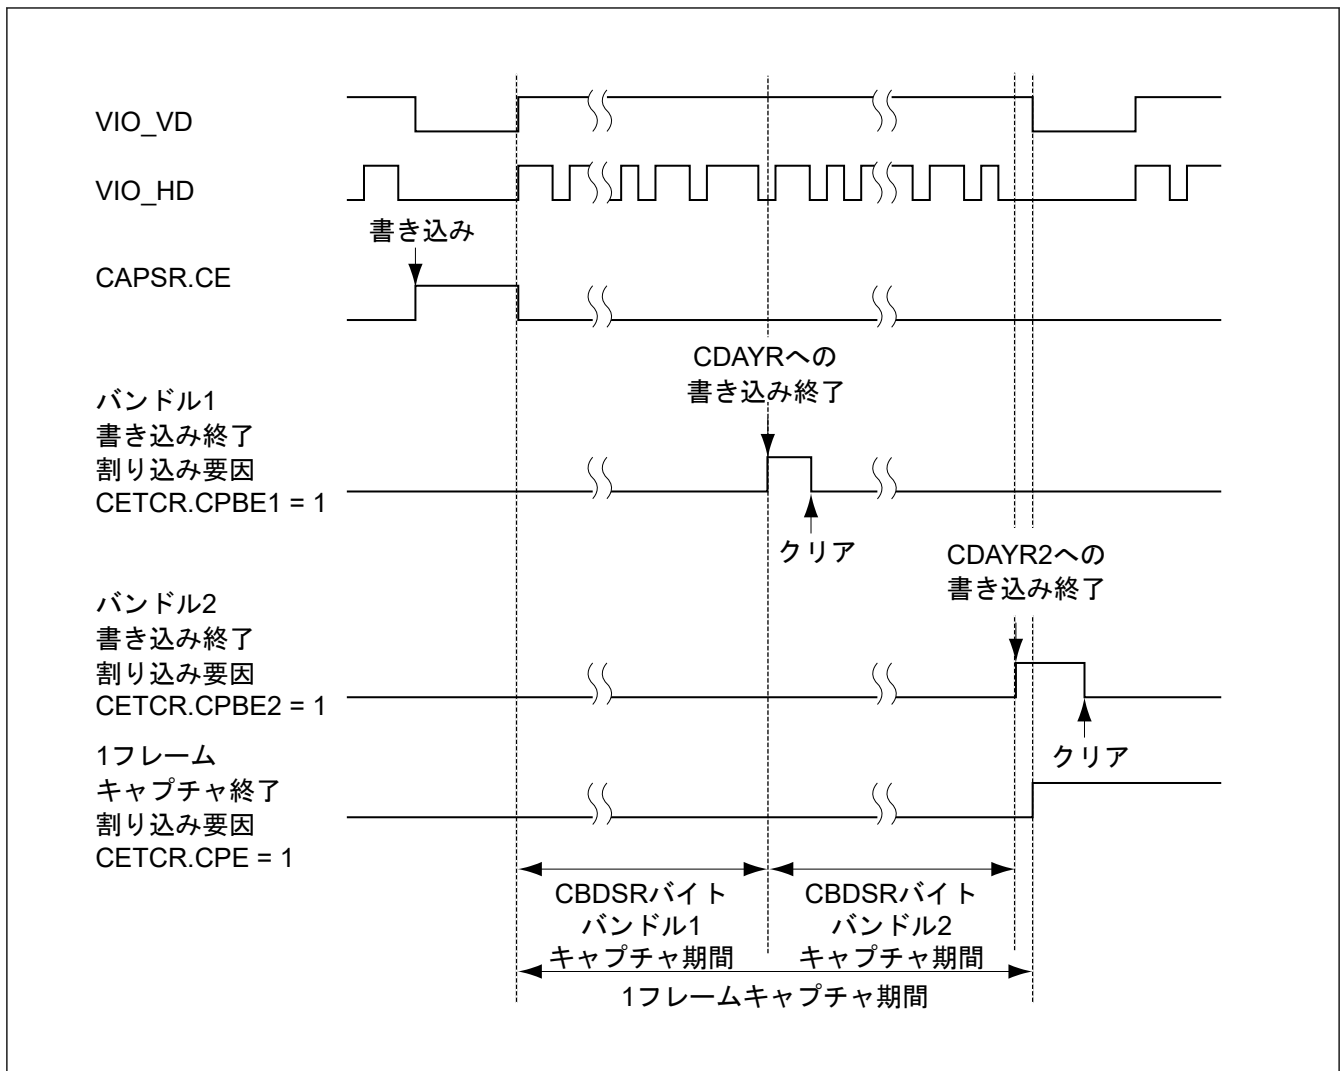 VIO_VD
VIO_HD
書き込み
CAPSR.CE
CDAYRへの
書き込み終了
バンドル1
書き込み終了
割り込み要因
CETCR.CPBE1 = 1
クリア
CDAYR2への
書き込み終了
バンドル2
書き込み終了
割り込み要因
CETCR.CPBE2 = 1
クリア
1フレーム
キャプチャ終了
割り込み要因
CETCR.CPE = 1
CBDSRバイト
バンドル1
キャプチャ期間
CBDSRバイト
バンドル2
キャプチャ期間
1フレームキャプチャ期間